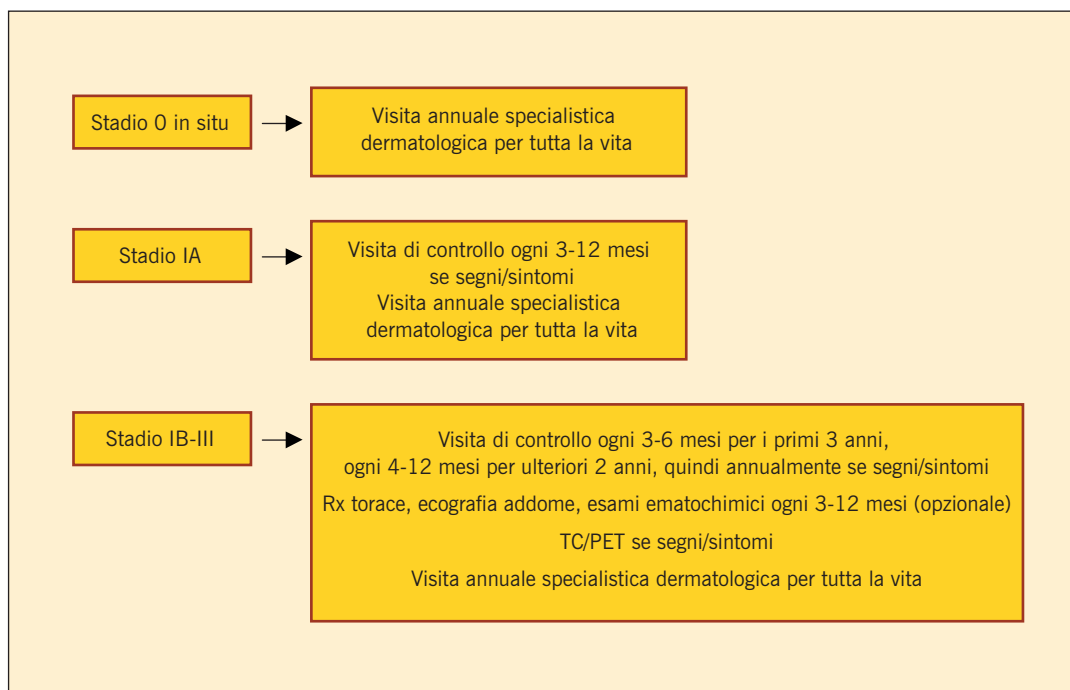 Stadio 0 in situ
Visita annuale specialistica
dermatologica per tutta la vita
Stadio IA
Visita di controllo ogni 3-12 mesi
se segni/sintomi
Visita annuale specialistica
dermatologica per tutta la vita
Stadio IB-III
Visita di controllo ogni 3-6 mesi per i primi 3 anni,
ogni 4-12 mesi per ulteriori 2 anni, quindi annualmente se segni/sintomi
Rx torace, ecografia addome, esami ematochimici ogni 3-12 mesi (opzionale)
TC/PET se segni/sintomi
Visita annuale specialistica dermatologica per tutta la vita